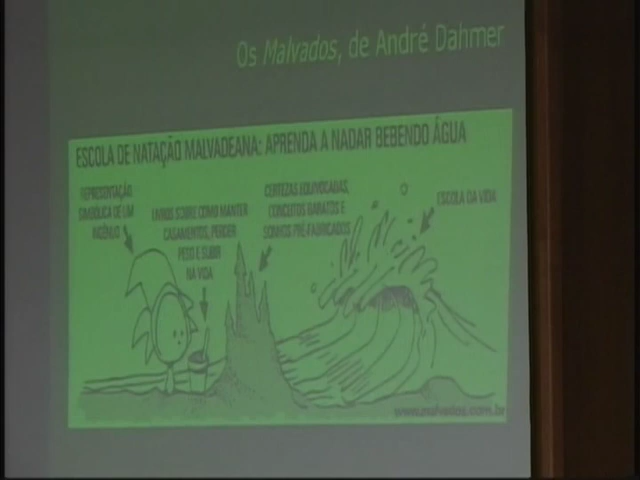 Os Malvados, de André Dahmer
ESCOLA DE NATAÇÃO MALVADEANA: APRENDA A NADAR BEBENDO ÁGUA
REPRESENTAÇÃO
SIMBÓLICA DE UM
INGÊNUO
LIVROS SOBRE COMO MANTER
CASAMENTOS, PERDER
PESO E SUBIR
NA VIDA
CERTEZAS EQUIVOCADAS,
CONCEITOS BARATOS E
SONHOS PRÉ-FABRICADOS
ESCOLA DA VIDA
www.malvados.com.br